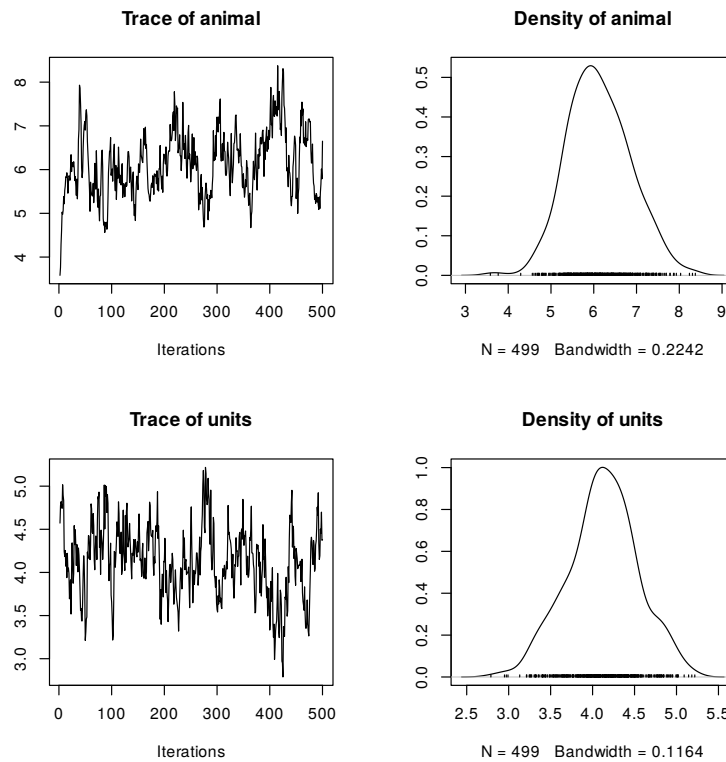 Trace of animal
8
7
6
5
4
0 100 200 300 400 500
Iterations
Density of animal
0.5
0.4
0.3
0.2
0.1
0.0
3 4 5 6 7 8 9
N = 499 Bandwidth = 0.2242
Trace of units
5.0
4.5
4.0
3.5
3.0
0 100 200 300 400 500
Iterations
Density of units
1.0
0.8
0.6
0.4
0.2
0.0
2.5 3.0 3.5 4.0 4.5 5.0 5.5
N = 499 Bandwidth = 0.1164